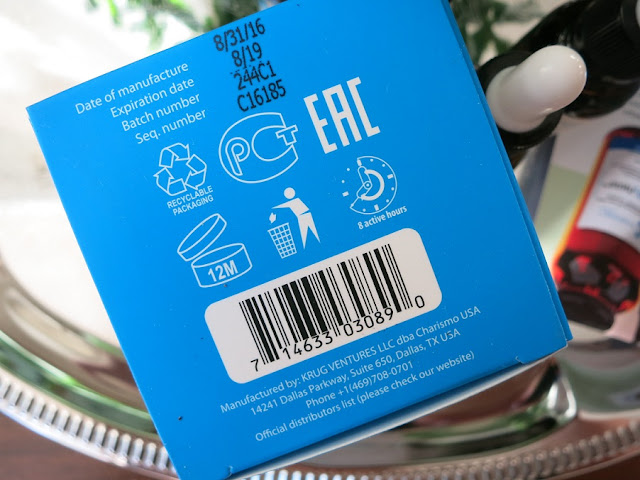 Date of manufacture 8/31/16
Expiration date 8/19
Batch number 244C1
Seq. number C16185
RECYCLABLE
PACKAGING
PCT
EAC
12M
8 active hours
7 14633 03089 0
Manufactured by: KRUG VENTURES LLC dba Charismo USA
14241 Dallas Parkway, Suite 650, Dallas, TX USA
Phone +1(469)708-0701
Official distributors list (please check our website)